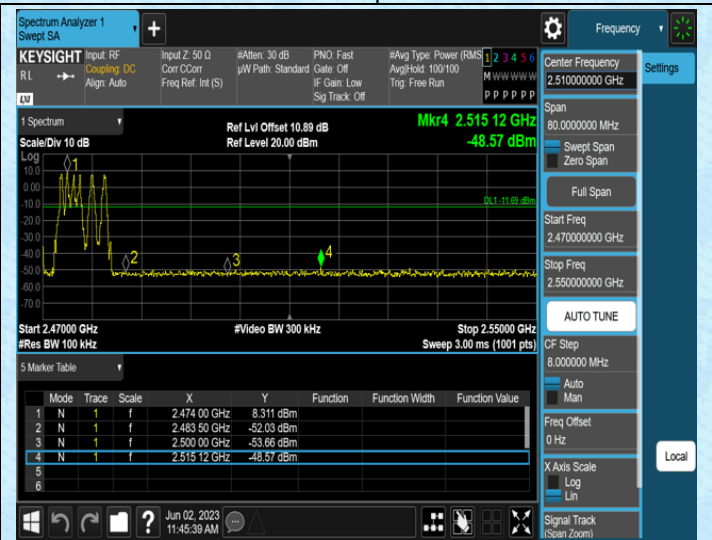 Spectrum Analyzer 1
Swept SA
Frequency
KEYSIGHT Input: RF Input Z: 50 Ω #Atten: 30 dB PNO: Fast #Avg Type: Power (RMS 1 2 3 4 5 6
RL Coupling: DC Corr CCorr µW Path: Standard Gate: Off Avg|Hold: 100/100 M W W W W W
Align: Auto Freq Ref: Int (S) IF Gain: Low Trig: Free Run
Sig Track: Off P P P P P P
LXI
Center Frequency
2.510000000 GHz
Settings
Span
80.0000000 MHz
Swept Span
Zero Span
Full Span
Start Freq
2.470000000 GHz
Stop Freq
2.550000000 GHz
AUTO TUNE
CF Step
8.000000 MHz
Auto
Man
Freq Offset
0 Hz
X Axis Scale
Log
Lin
Signal Track
(Span Zoom)
Local
1 Spectrum
Scale/Div 10 dB
Ref Lvl Offset 10.89 dB
Ref Level 20.00 dBm
Mkr4 2.515 12 GHz
-48.57 dBm
Log
10.0
0.00
-10.0
-20.0
-30.0
-40.0
-50.0
-60.0
-70.0
1
2
3
4
DL1 -11.69 dBm
Start 2.47000 GHz #Video BW 300 kHz Stop 2.55000 GHz
#Res BW 100 kHz Sweep 3.00 ms (1001 pts)
5 Marker Table
Mode Trace Scale X Y Function Function Width Function Value
1 N 1 f 2.474 00 GHz 8.311 dBm
2 N 1 f 2.483 50 GHz -52.03 dBm
3 N 1 f 2.500 00 GHz -53.66 dBm
4 N 1 f 2.515 12 GHz -48.57 dBm
5
6
?
Jun 02, 2023
11:45:39 AM